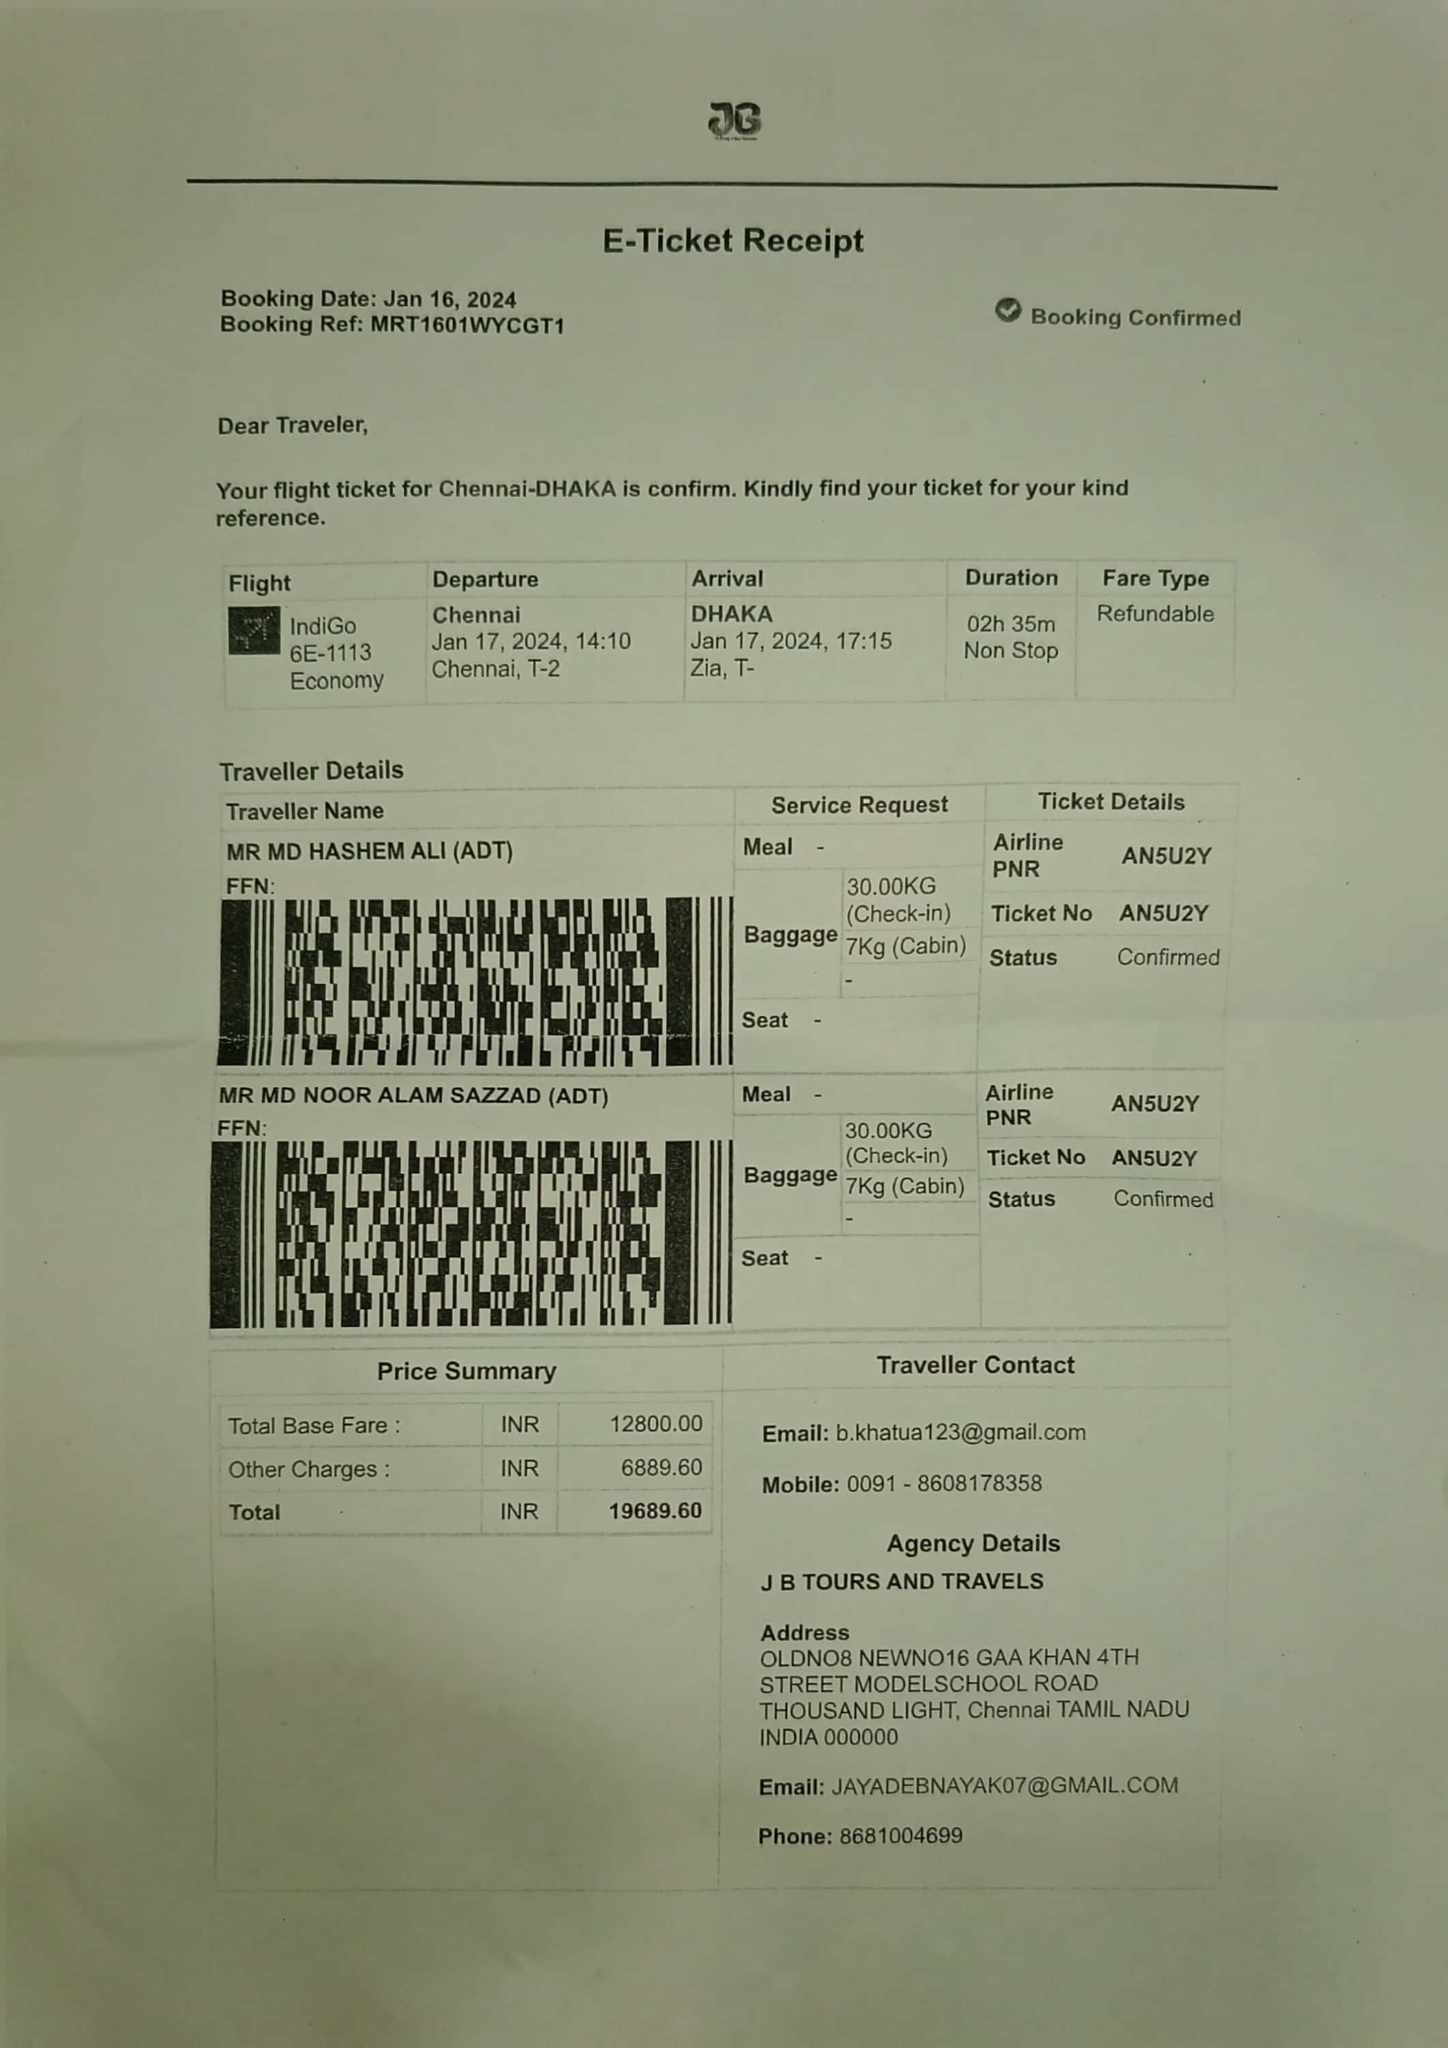 JB
E-Ticket Receipt
Booking Date: Jan 16, 2024
Booking Ref: MRT1601WYCGT1
Booking Confirmed
Dear Traveler,
Your flight ticket for Chennai-DHAKA is confirm. Kindly find your ticket for your kind
reference.
Flight Departure Arrival Duration Fare Type
IndiGo
6E-1113
Economy
Chennai
Jan 17, 2024, 14:10
Chennai, T-2
DHAKA
Jan 17, 2024, 17:15
Zia, T-
02h 35m
Non Stop
Refundable
Traveller Details
Traveller Name Service Request Ticket Details
MR MD HASHEM ALI (ADT)
FFN:
Meal -
Baggage
30.00KG
(Check-in)
7Kg (Cabin)
-
Seat -
Airline
PNR AN5U2Y
Ticket No AN5U2Y
Status Confirmed
MR MD NOOR ALAM SAZZAD (ADT)
FFN:
Meal -
Baggage
30.00KG
(Check-in)
7Kg (Cabin)
-
Seat -
Airline
PNR AN5U2Y
Ticket No AN5U2Y
Status Confirmed
Price Summary
Total Base Fare : INR 12800.00
Other Charges : INR 6889.60
Total INR 19689.60
Traveller Contact
Email: b.khatua123@gmail.com
Mobile: 0091 - 8608178358
Agency Details
J B TOURS AND TRAVELS
Address
OLDNO8 NEWNO16 GAA KHAN 4TH
STREET MODELSCHOOL ROAD
THOUSAND LIGHT, Chennai TAMIL NADU
INDIA 000000
Email: JAYADEBNAYAK07@GMAIL.COM
Phone: 8681004699